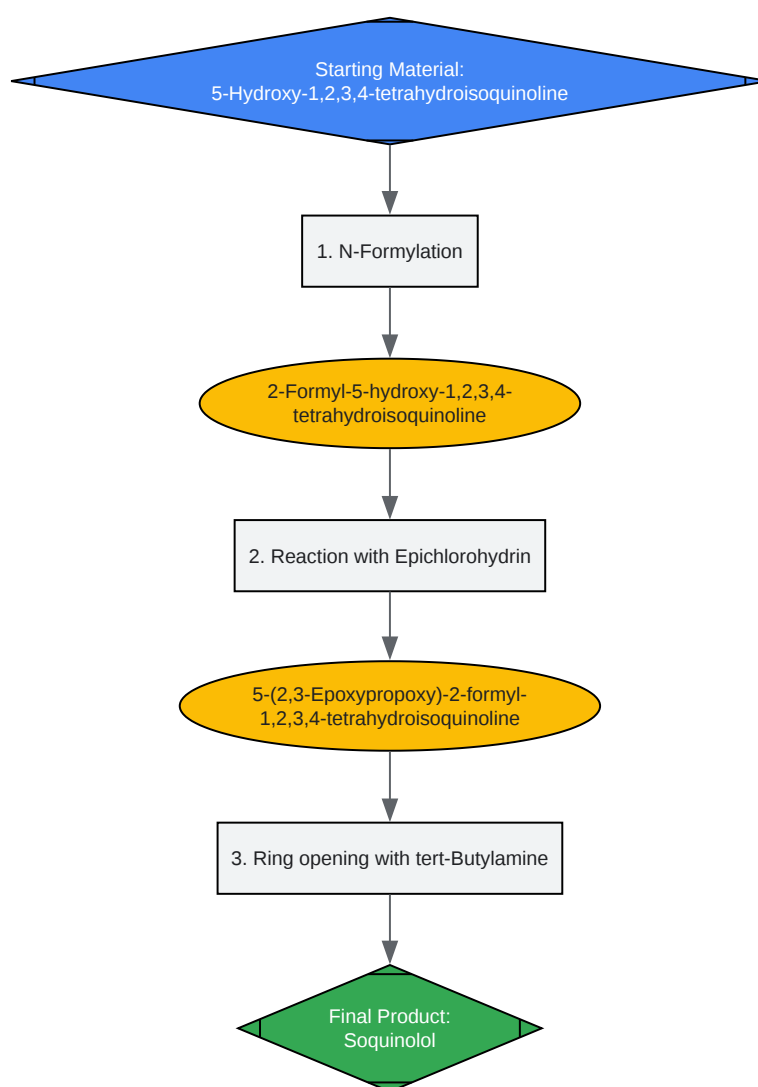 Starting Material:
5-Hydroxy-1,2,3,4-tetrahydroisoquinoline
1. N-Formylation
2-Formyl-5-hydroxy-1,2,3,4-
tetrahydroisoquinoline
2. Reaction with Epichlorohydrin
5-(2,3-Epoxypropoxy)-2-formyl-
1,2,3,4-tetrahydroisoquinoline
3. Ring opening with tert-Butylamine
Final Product:
Soquinolol